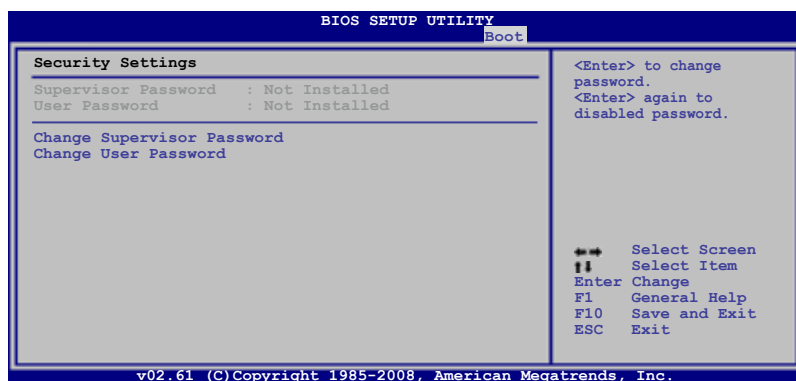 BIOS SETUP UTILITY
Boot
Security Settings
Supervisor Password : Not Installed
User Password : Not Installed
Change Supervisor Password
Change User Password
<Enter> to change
password.
<Enter> again to
disabled password.
←→ Select Screen
↑↓ Select Item
Enter Change
F1 General Help
F10 Save and Exit
ESC Exit
v02.61 (C)Copyright 1985-2008, American Megatrends, Inc.